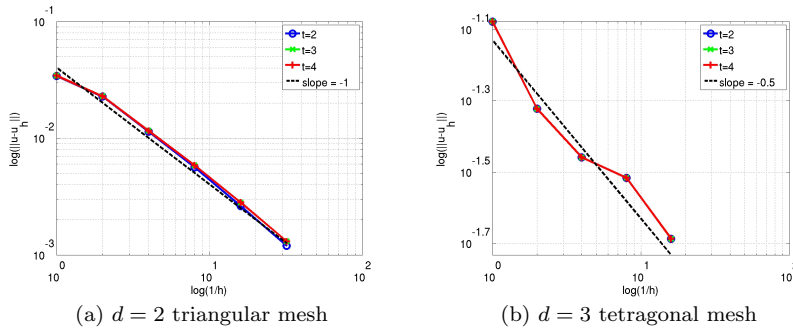 10^-1
t=2
t=3
t=4
slope = -1
10^-2
10^-3
log(||u-u_h||)
10^0
10^1
10^2
log(1/h)
(a) d = 2 triangular mesh
10^-1.1
t=2
t=3
t=4
slope = -0.5
10^-1.3
10^-1.5
10^-1.7
log(||u-u_h||)
10^0
10^1
log(1/h)
(b) d = 3 tetragonal mesh